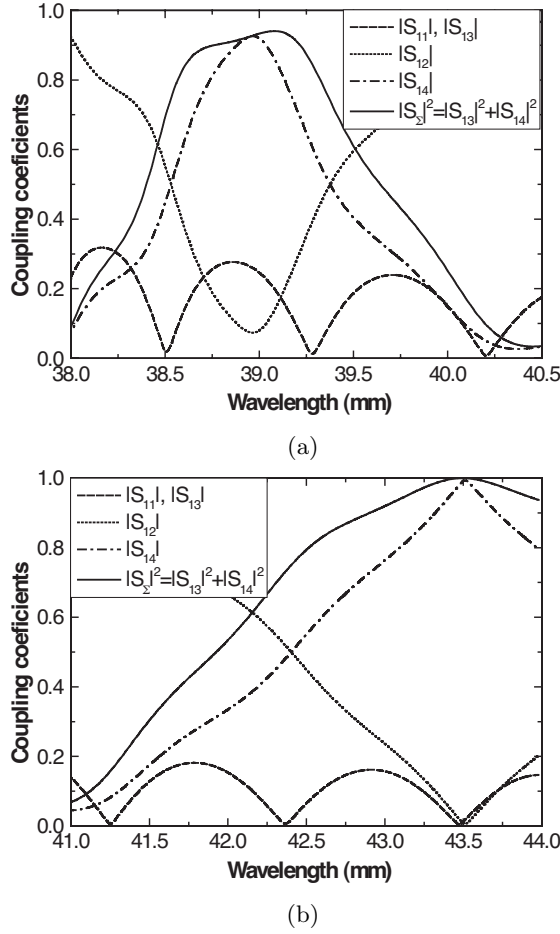 1.0
0.8
0.6
0.4
0.2
0.0
Coupling coeficients
|S11|, |S13|
|S12|
|S14|
|SΣ|²=|S13|²+|S14|²
38.0 38.5 39.0 39.5 40.0 40.5
Wavelength (mm)
(a)
1.0
0.8
0.6
0.4
0.2
0.0
Coupling coeficients
|S11|, |S13|
|S12|
|S14|
|SΣ|²=|S13|²+|S14|²
41.0 41.5 42.0 42.5 43.0 43.5 44.0
Wavelength (mm)
(b)